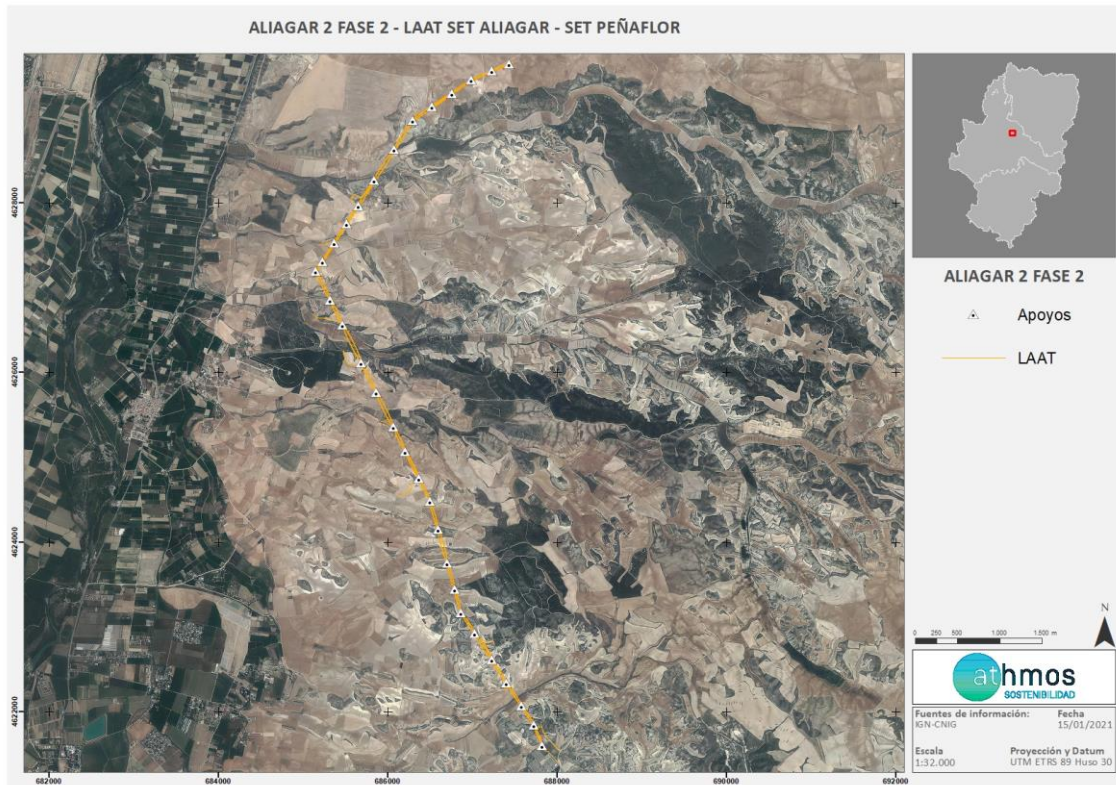 ALIAGAR 2 FASE 2 - LAAT SET ALIAGAR - SET PEÑAFLOR
4628000
4626000
4624000
4622000
682000
684000
686000
688000
690000
692000
ALIAGAR 2 FASE 2
Apoyos
LAAT
N
0 250 500 1.000 1.500 m
athmos
SOSTENIBILIDAD
Fuentes de información:
IGN-CNIG
Fecha
15/01/2021
Escala
1:32.000
Proyección y Datum
UTM ETRS 89 Huso 30